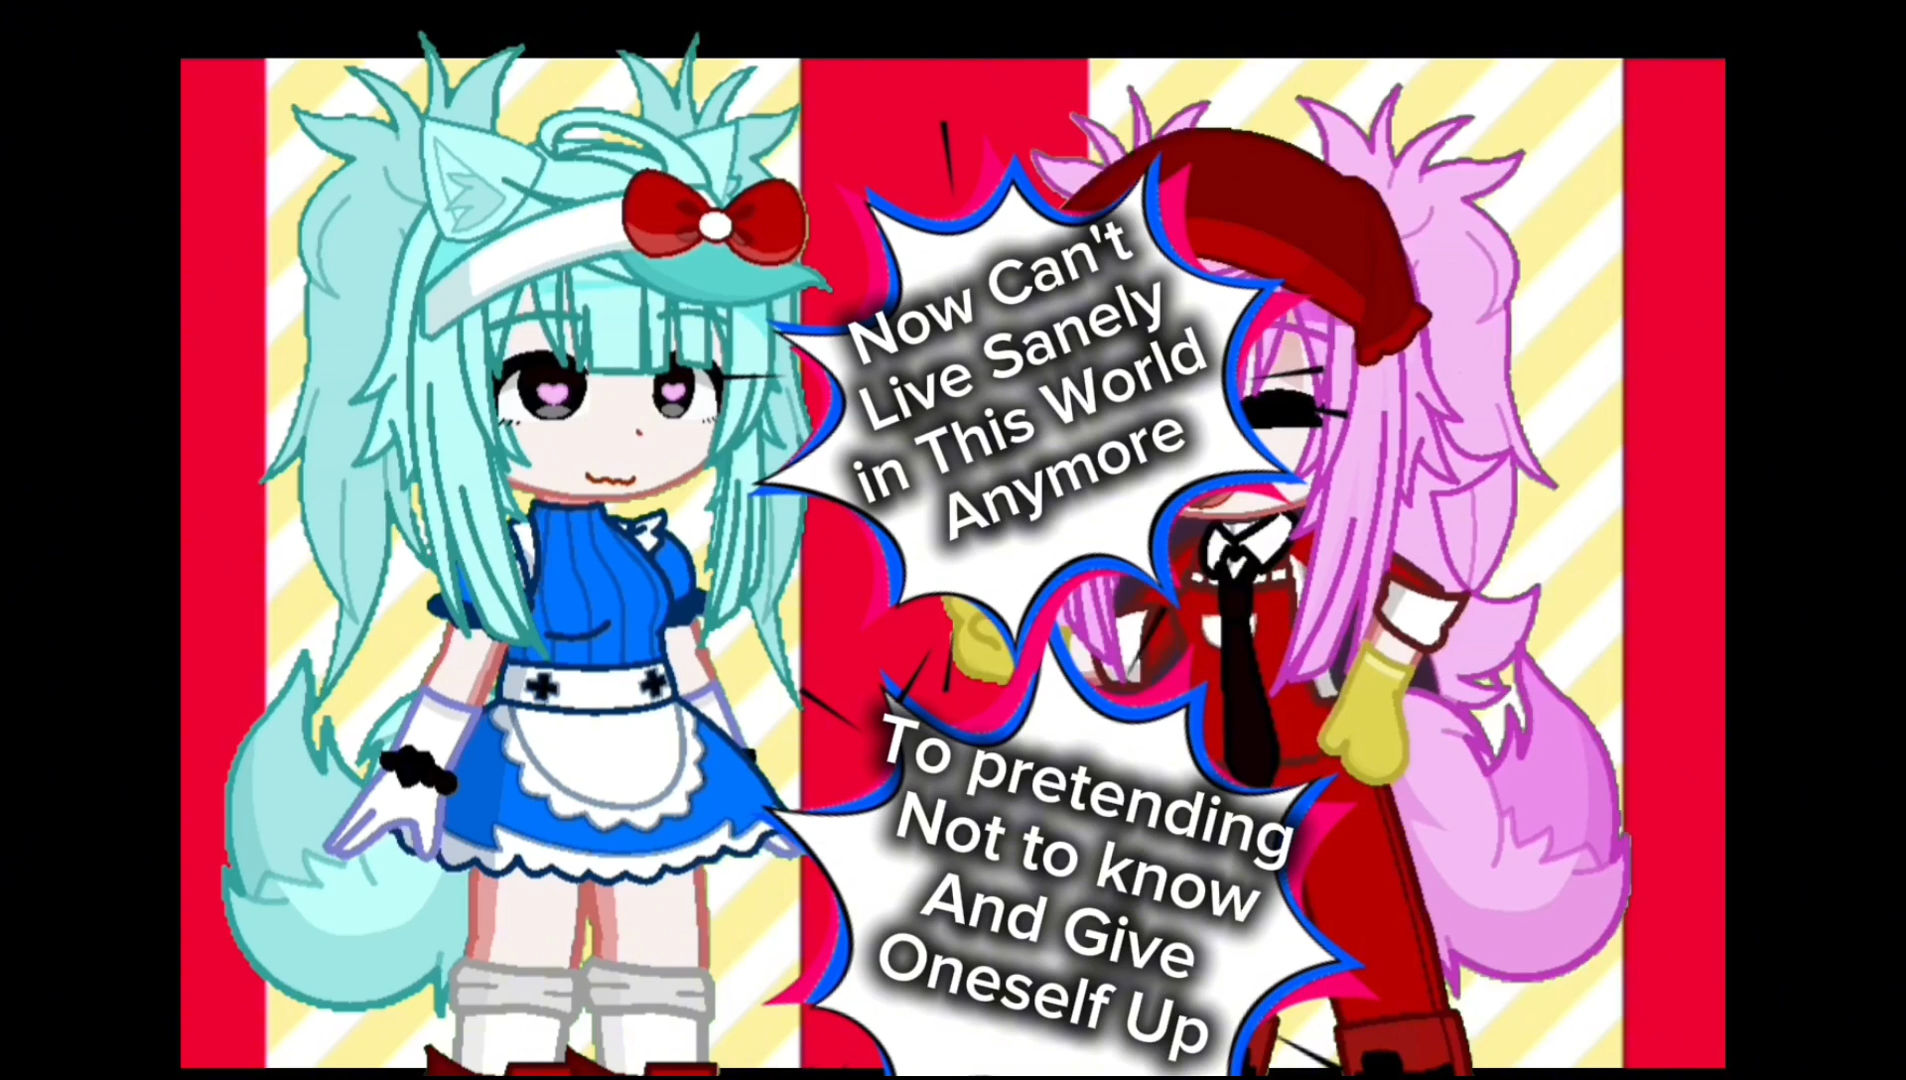 Now Can't
Live Sanely
in This World
Anymore
To pretending
Not to know
And Give
Oneself Up